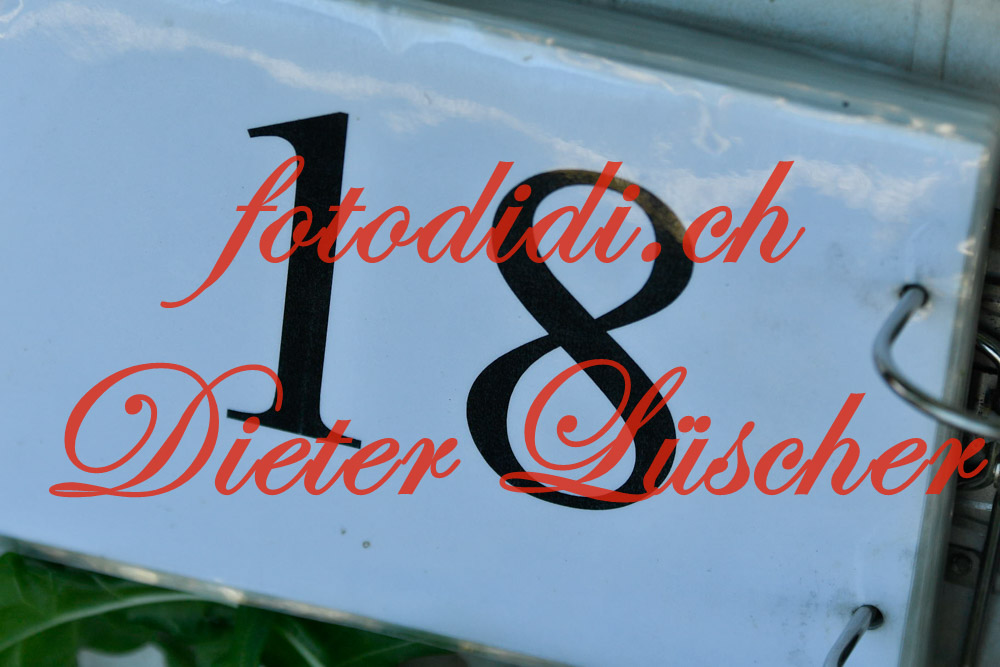 18
fotodidi.ch
Dieter Lüscher